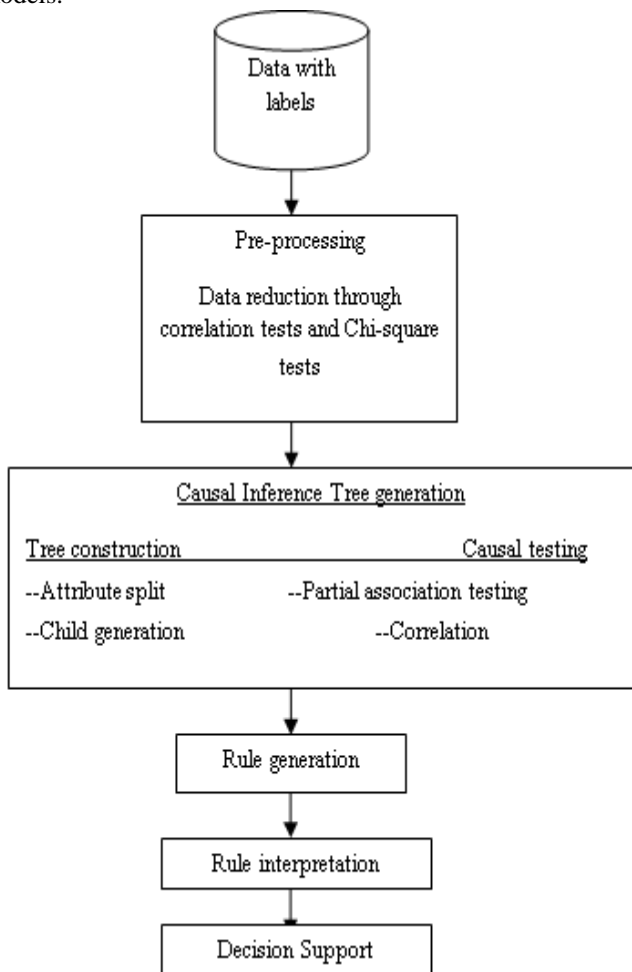 odels.
Data with
labels
Pre-processing
Data reduction through
correlation tests and Chi-square
tests
Causal Inference Tree generation
Tree construction Causal testing
--Attribute split --Partial association testing
--Child generation --Correlation
Rule generation
Rule interpretation
Decision Support